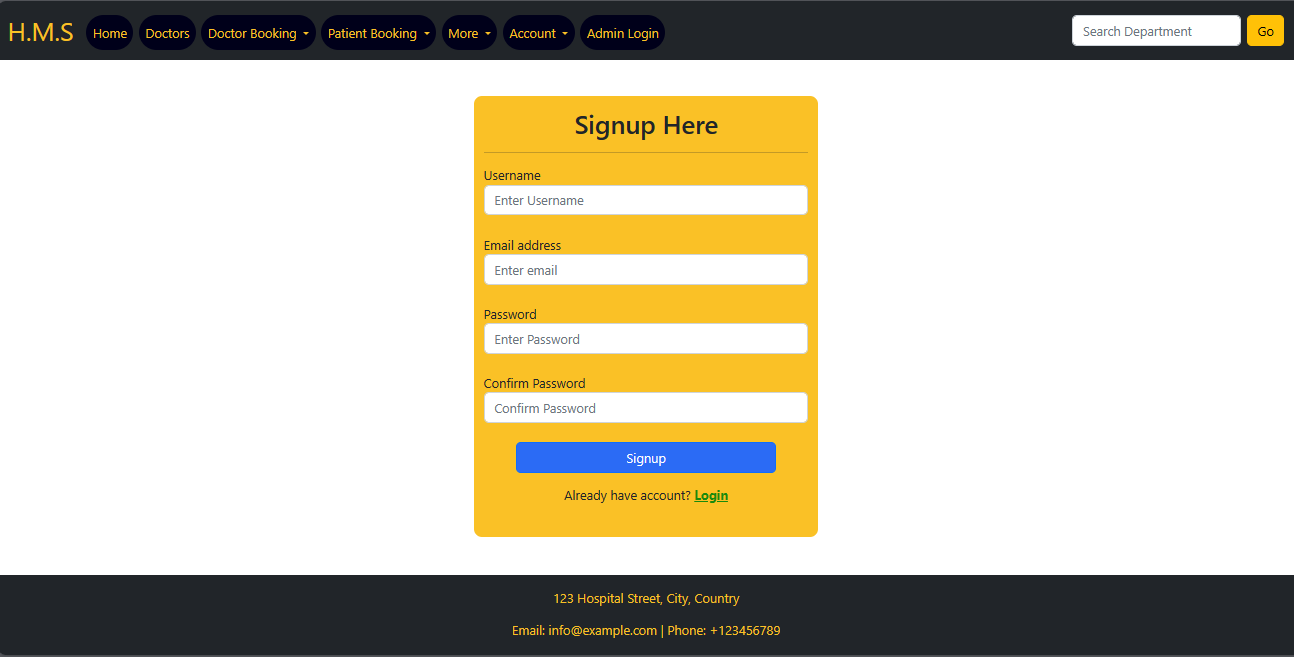 H.M.S Home Doctors Doctor Booking Patient Booking More Account Admin Login Search Department Go
Signup Here
Username
Enter Username
Email address
Enter email
Password
Enter Password
Confirm Password
Confirm Password
Signup
Already have account? Login
123 Hospital Street, City, Country
Email: info@example.com | Phone: +123456789